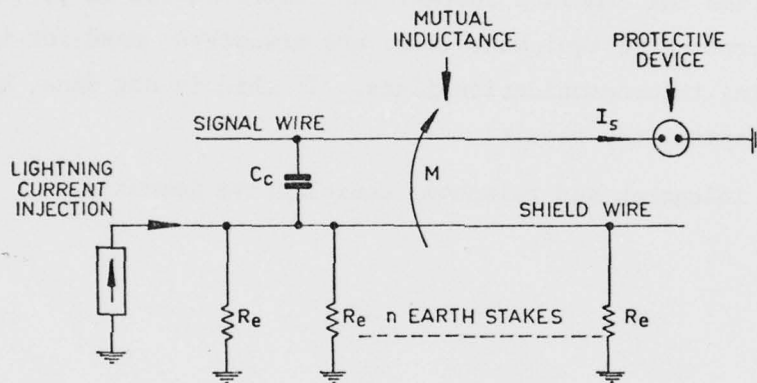 MUTUAL
INDUCTANCE
PROTECTIVE
DEVICE
SIGNAL WIRE
Is
LIGHTNING
CURRENT
INJECTION
Cc
M
SHIELD WIRE
Re
Re
n EARTH STAKES
Re